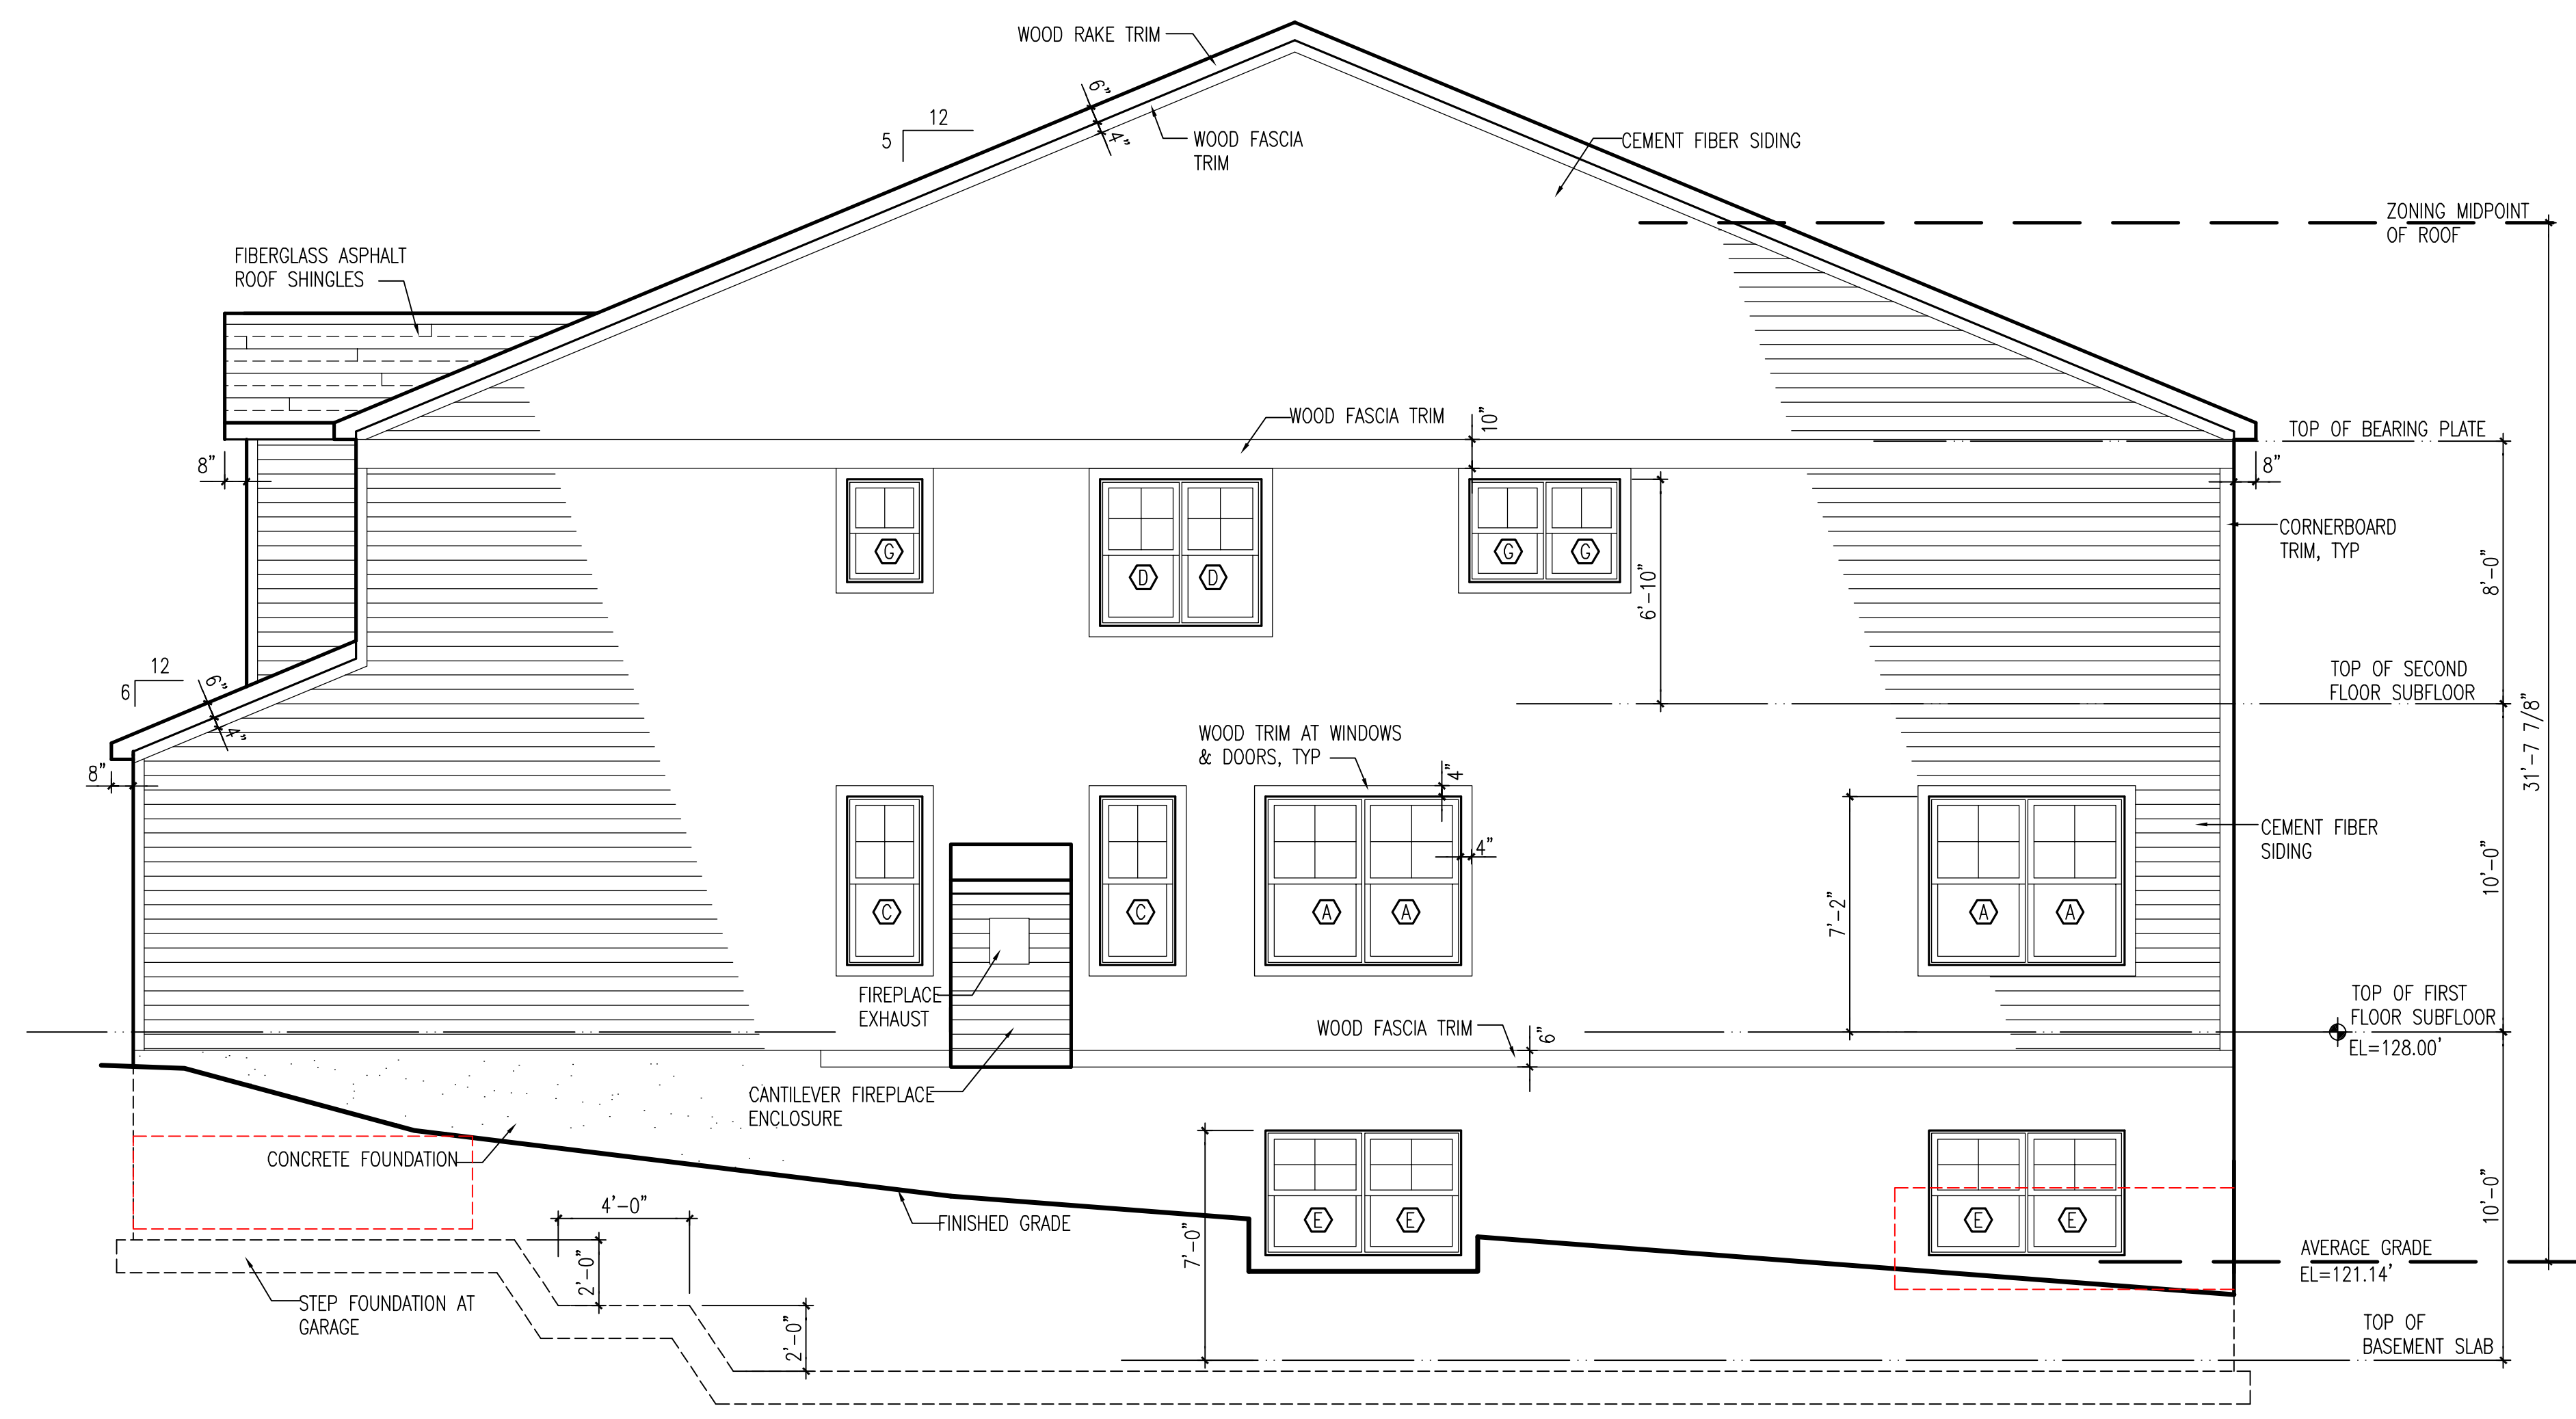 WOOD RAKE TRIM
6"
4"
12
5
WOOD FASCIA
TRIM
CEMENT FIBER SIDING
ZONING MIDPOINT
OF ROOF
FIBERGLASS ASPHALT
ROOF SHINGLES
WOOD FASCIA TRIM
10"
TOP OF BEARING PLATE
8"
8"
G
D
D
G
G
CORNERBOARD
TRIM, TYP
8'-0"
6'-10"
12
6
6"
4"
8"
TOP OF SECOND
FLOOR SUBFLOOR
31'-7 7/8"
WOOD TRIM AT WINDOWS
& DOORS, TYP
4"
4"
CEMENT FIBER
SIDING
10'-0"
7'-2"
C
C
A
A
A
A
FIREPLACE
EXHAUST
TOP OF FIRST
FLOOR SUBFLOOR
EL=128.00'
WOOD FASCIA TRIM
6"
CANTILEVER FIREPLACE
ENCLOSURE
CONCRETE FOUNDATION
FINISHED GRADE
4'-0"
2'-0"
2'-0"
7'-0"
E
E
E
E
10'-0"
AVERAGE GRADE
EL=121.14'
STEP FOUNDATION AT
GARAGE
TOP OF
BASEMENT SLAB